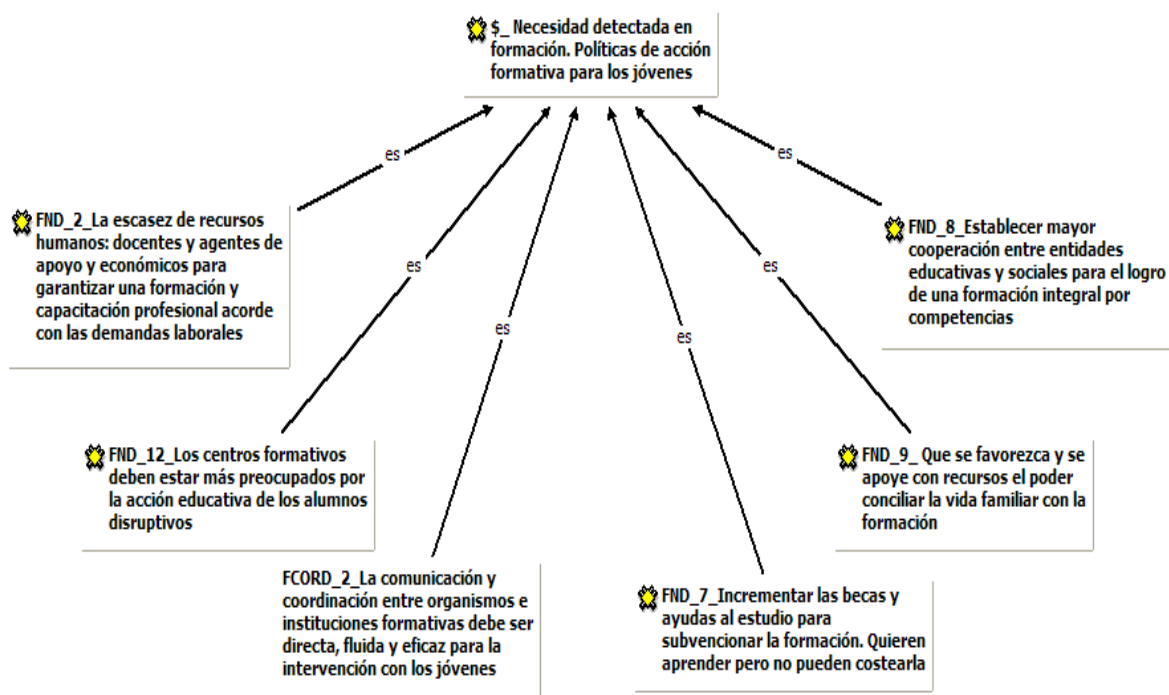 $_ Necesidad detectada en
formación. Políticas de acción
formativa para los jóvenes
es
es
es
es
es
es
FND_2_La escasez de recursos
humanos: docentes y agentes de
apoyo y económicos para
garantizar una formación y
capacitación profesional acorde
con las demandas laborales
FND_8_Establecer mayor
cooperación entre entidades
educativas y sociales para el logro
de una formación integral por
competencias
FND_12_Los centros formativos
deben estar más preocupados por
la acción educativa de los alumnos
disruptivos
FND_9_ Que se favorezca y se
apoye con recursos el poder
conciliar la vida familiar con la
formación
FCORD_2_La comunicación y
coordinación entre organismos e
instituciones formativas debe ser
directa, fluida y eficaz para la
intervención con los jóvenes
FND_7_Incrementar las becas y
ayudas al estudio para
subvencionar la formación. Quieren
aprender pero no pueden costearla